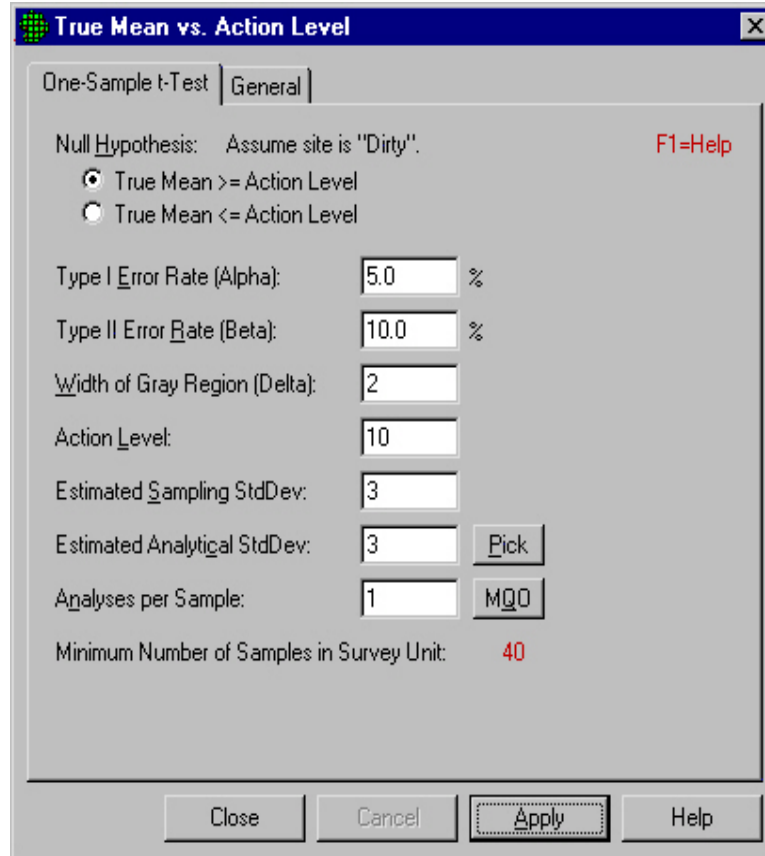 True Mean vs. Action Level
One-Sample t-Test General
Null Hypothesis: Assume site is "Dirty". F1=Help
True Mean >= Action Level
True Mean <= Action Level
Type I Error Rate (Alpha): 5.0 %
Type II Error Rate (Beta): 10.0 %
Width of Gray Region (Delta): 2
Action Level: 10
Estimated Sampling StdDev: 3
Estimated Analytical StdDev: 3 Pick
Analyses per Sample: 1 MQO
Minimum Number of Samples in Survey Unit: 40
Close Cancel Apply Help